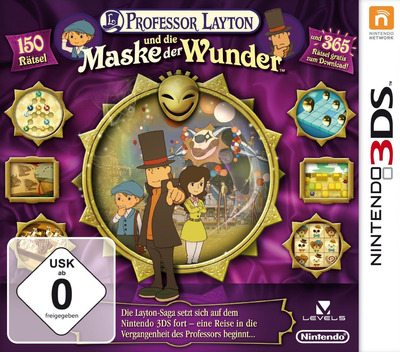 PROFESSOR LAYTON
und die
Maske der Wunder™
150
Rätsel
und 365
Rätsel gratis
zum Download!
NINTENDO
NETWORK
NINTENDO 3DS™
USK
ab
0
freigegeben
Die Layton-Saga setzt sich auf dem
Nintendo 3DS fort – eine Reise in die
Vergangenheit des Professors beginnt...
LEVEL5
Nintendo®